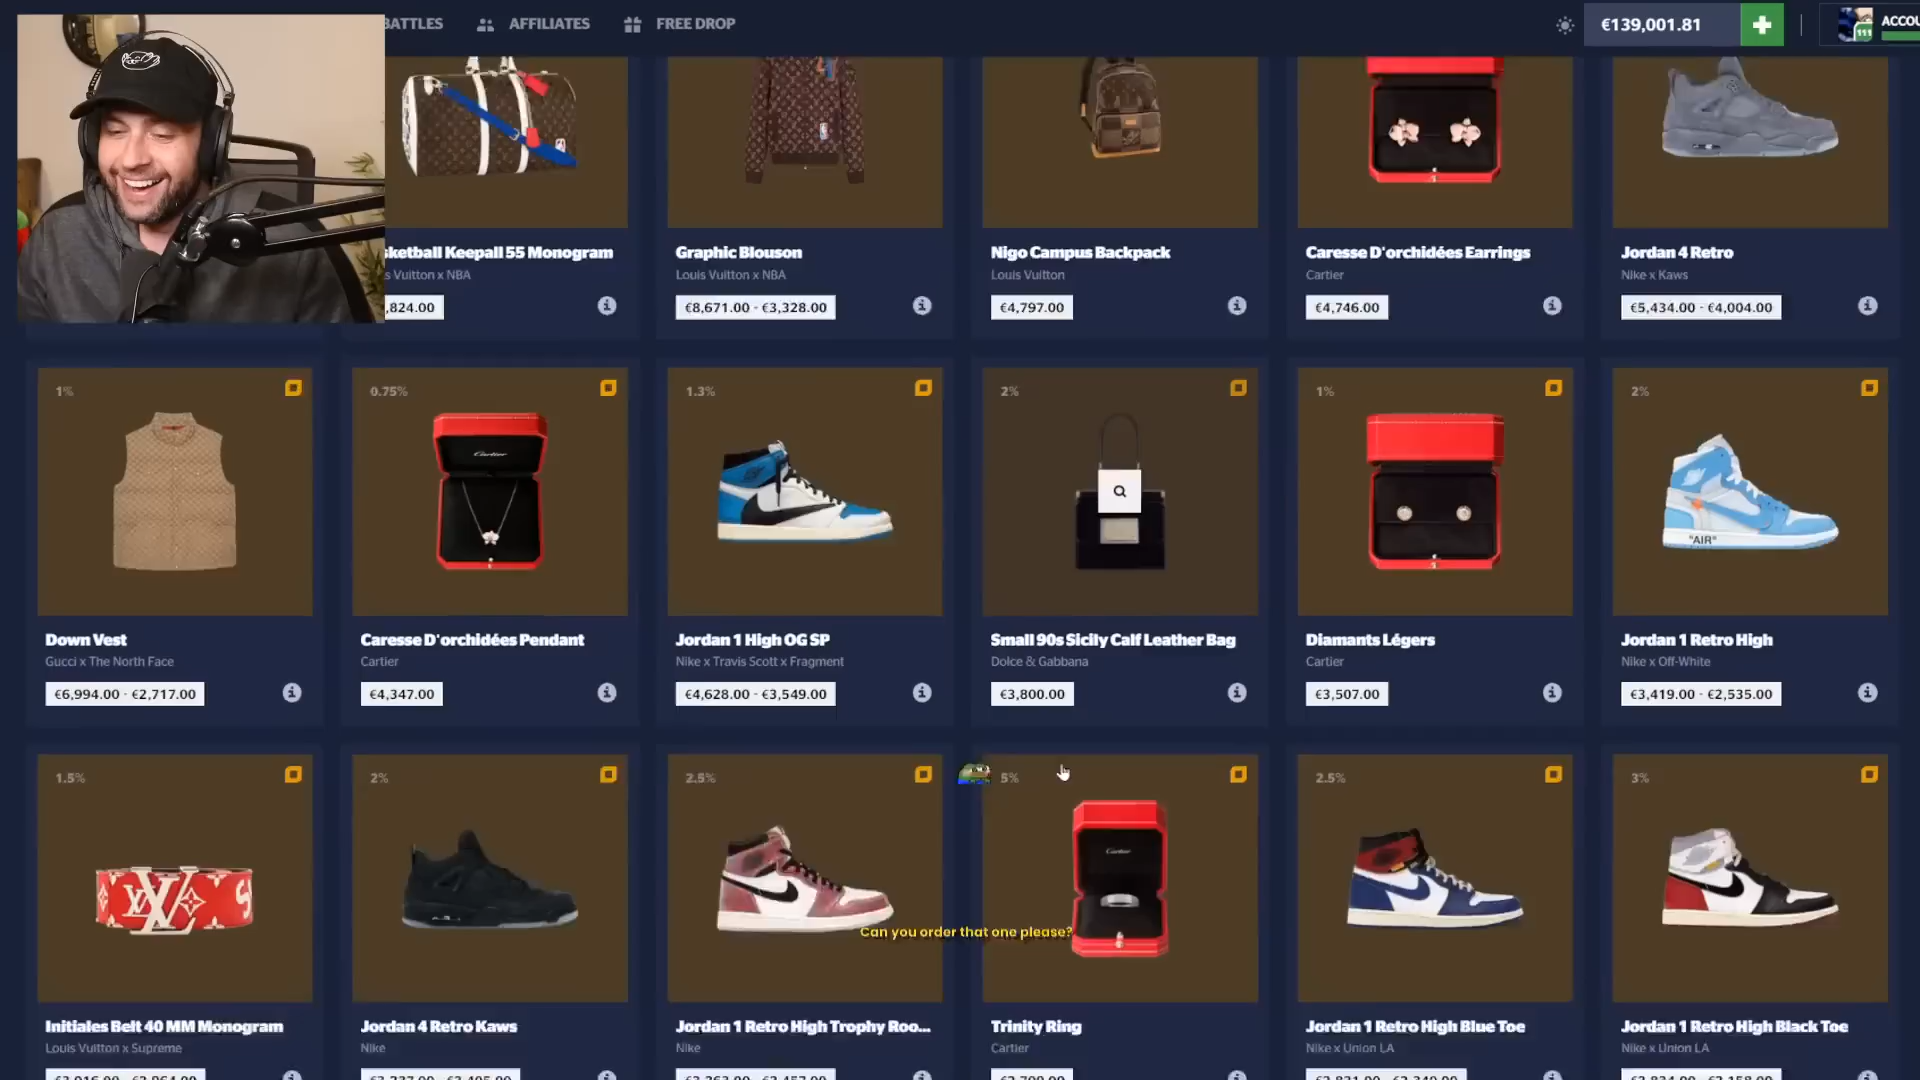 BATTLES
AFFILIATES
FREE DROP
€139,001.81
111
ACCOU
sketball Keepall 55 Monogram
s Vuitton x NBA
,824.00
Graphic Blouson
Louis Vuitton x NBA
€8,671.00 - €3,328.00
Nigo Campus Backpack
Louis Vuitton
€4,797.00
Caresse D'orchidées Earrings
Cartier
€4,746.00
Jordan 4 Retro
Nike x Kaws
€5,434.00 - €4,004.00
1%
Down Vest
Gucci x The North Face
€6,994.00 - €2,717.00
0.75%
Cartier
Caresse D'orchidées Pendant
Cartier
€4,347.00
1.3%
Jordan 1 High OG SP
Nike x Travis Scott x Fragment
€4,628.00 - €3,549.00
2%
Small 90s Sicily Calf Leather Bag
Dolce & Gabbana
€3,800.00
1%
Diamants Légers
Cartier
€3,507.00
2%
"AIR"
Jordan 1 Retro High
Nike x Off-White
€3,419.00 - €2,535.00
1.5%
Initiales Belt 40 MM Monogram
Louis Vuitton x Supreme
2%
Jordan 4 Retro Kaws
Nike
2.5%
Jordan 1 Retro High Trophy Roo...
Nike
5%
Cartier
Can you order that one please?
Trinity Ring
Cartier
2.5%
Jordan 1 Retro High Blue Toe
Nike x Union LA
3%
Jordan 1 Retro High Black Toe
Nike x Union LA